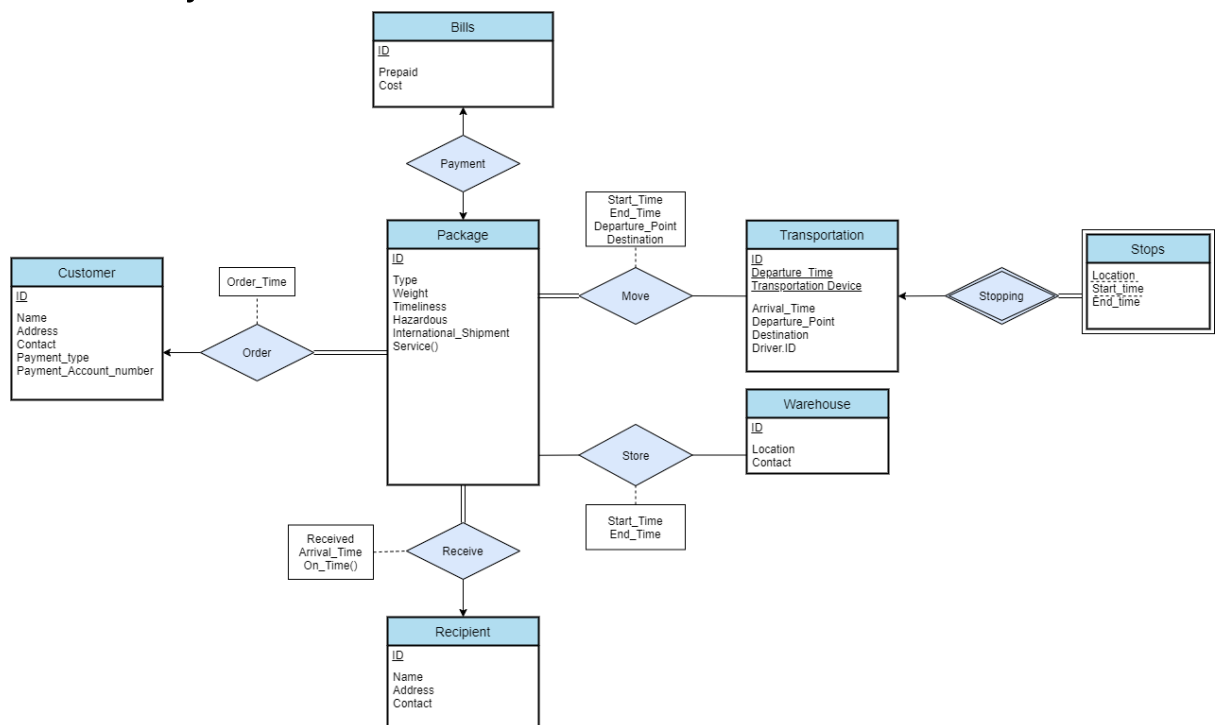 Bills
ID
Prepaid
Cost
Payment
Start_Time
End_Time
Departure_Point
Destination
Package
ID
Type
Weight
Timeliness
Hazardous
International_Shipment
Service()
Transportation
ID
Departure_Time
Transportation Device
Arrival_Time
Departure_Point
Destination
Driver.ID
Stops
Location
Start_time
End_time
Customer
ID
Name
Address
Contact
Payment_type
Payment_Account_number
Order_Time
Order
Move
Stopping
Warehouse
ID
Location
Contact
Store
Start_Time
End_Time
Received
Arrival_Time
On_Time()
Receive
Recipient
ID
Name
Address
Contact